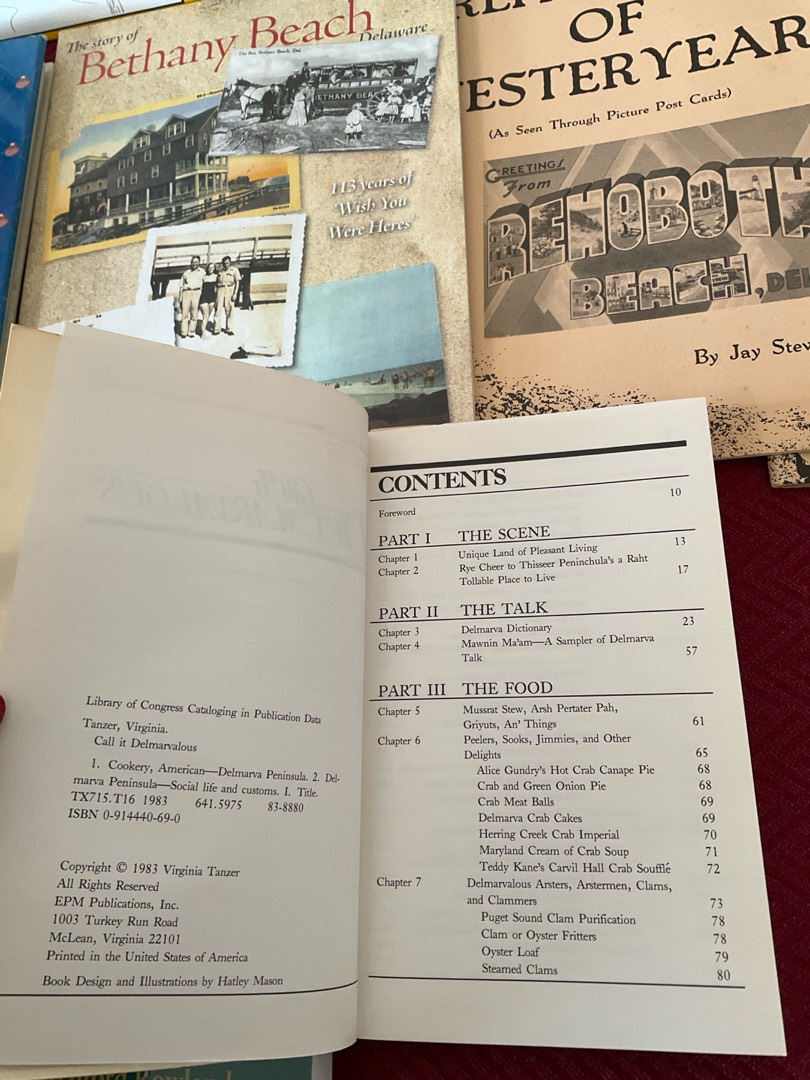 The story of
Bethany Beach
Delaware
BETHANY BEACH
113 years of
'Wish You
Were Heres'
OF
(As Seen Through Picture Post Cards)
GREETINGS
From
REHOBOTH
BEACH,
By Jay
Library of Congress Cataloging in Publication Data
Tanzer, Virginia.
Call it Delmarvalous
1. Cookery, American—Delmarva Peninsula. 2. Del-
marva Peninsula—Social life and customs. I. Title.
TX715.T16 1983 641.5975 83-8880
ISBN 0-914440-69-0
Copyright © 1983 Virginia Tanzer
All Rights Reserved
EPM Publications, Inc.
1003 Turkey Run Road
McLean, Virginia 22101
Printed in the United States of America
Book Design and Illustrations by Hatley Mason
CONTENTS
Foreword 10
PART I THE SCENE
Chapter 1 Unique Land of Pleasant Living 13
Chapter 2 Rye Cheer to Thisseer Peninchula's a Raht
Tollable Place to Live 17
PART II THE TALK
Chapter 3 Delmarva Dictionary 23
Chapter 4 Mawnin Ma'am—A Sampler of Delmarva
Talk 57
PART III THE FOOD
Chapter 5 Mussrat Stew, Arsh Pertater Pah,
Griyuts, An' Things 61
Chapter 6 Peelers, Sooks, Jimmies, and Other
Delights 65
Alice Gundry's Hot Crab Canape Pie 68
Crab and Green Onion Pie 68
Crab Meat Balls 69
Delmarva Crab Cakes 69
Herring Creek Crab Imperial 70
Maryland Cream of Crab Soup 71
Teddy Kane's Carvil Hall Crab Soufflé 72
Chapter 7 Delmarvalous Arsters, Arstermen, Clams,
and Clammers 73
Puget Sound Clam Purification 78
Clam or Oyster Fritters 78
Oyster Loaf 79
Steamed Clams 80